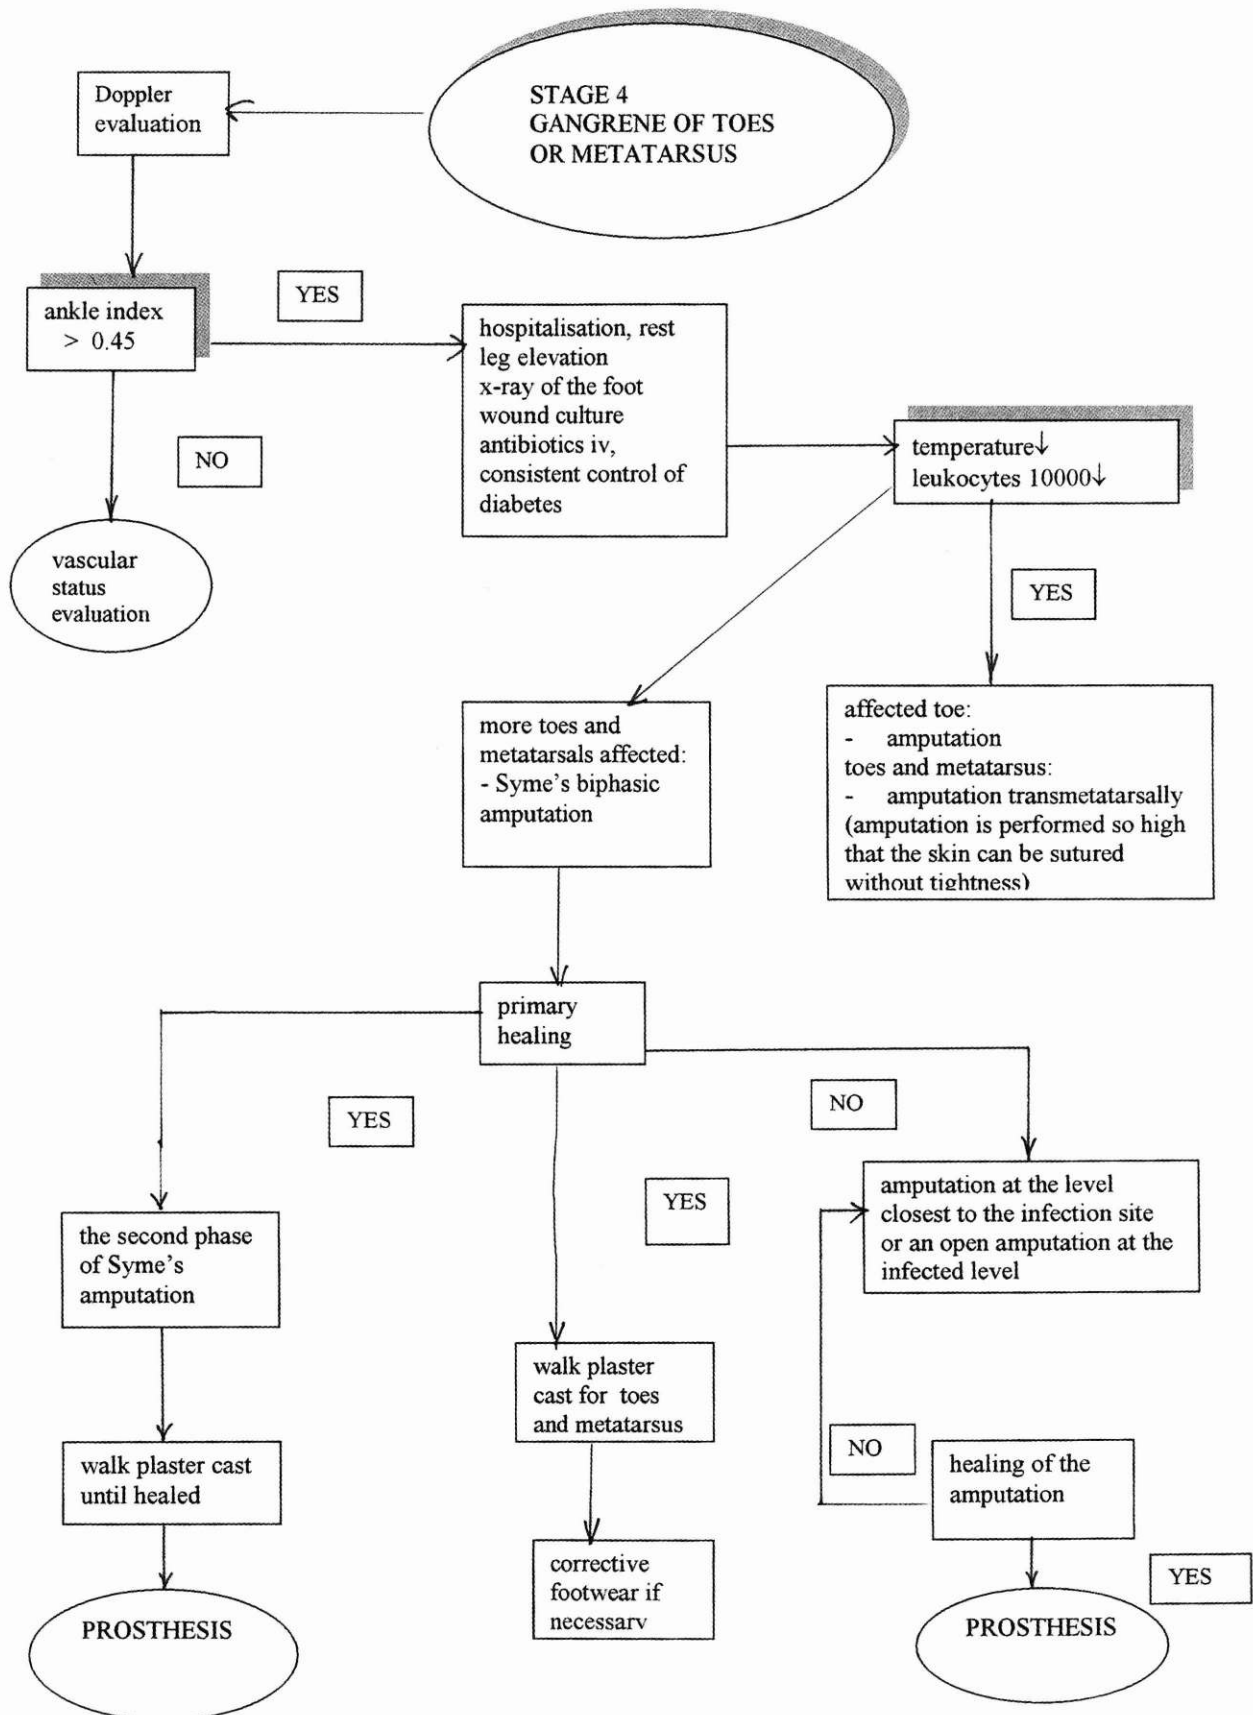 STAGE 4
GANGRENE OF TOES
OR METATARSUS
Doppler
evaluation
ankle index
> 0.45
YES
NO
vascular
status
evaluation
hospitalisation, rest
leg elevation
x-ray of the foot
wound culture
antibiotics iv,
consistent control of
diabetes
temperature↓
leukocytes 10000↓
YES
affected toe:
- amputation
toes and metatarsus:
- amputation transmetatarsally
(amputation is performed so high
that the skin can be sutured
without tightness)
more toes and
metatarsals affected:
- Syme's biphasic
amputation
primary
healing
YES
YES
NO
the second phase
of Syme's
amputation
walk plaster cast
until healed
PROSTHESIS
walk plaster
cast for toes
and metatarsus
corrective
footwear if
necessary
amputation at the level
closest to the infection site
or an open amputation at the
infected level
NO
healing of the
amputation
YES
PROSTHESIS